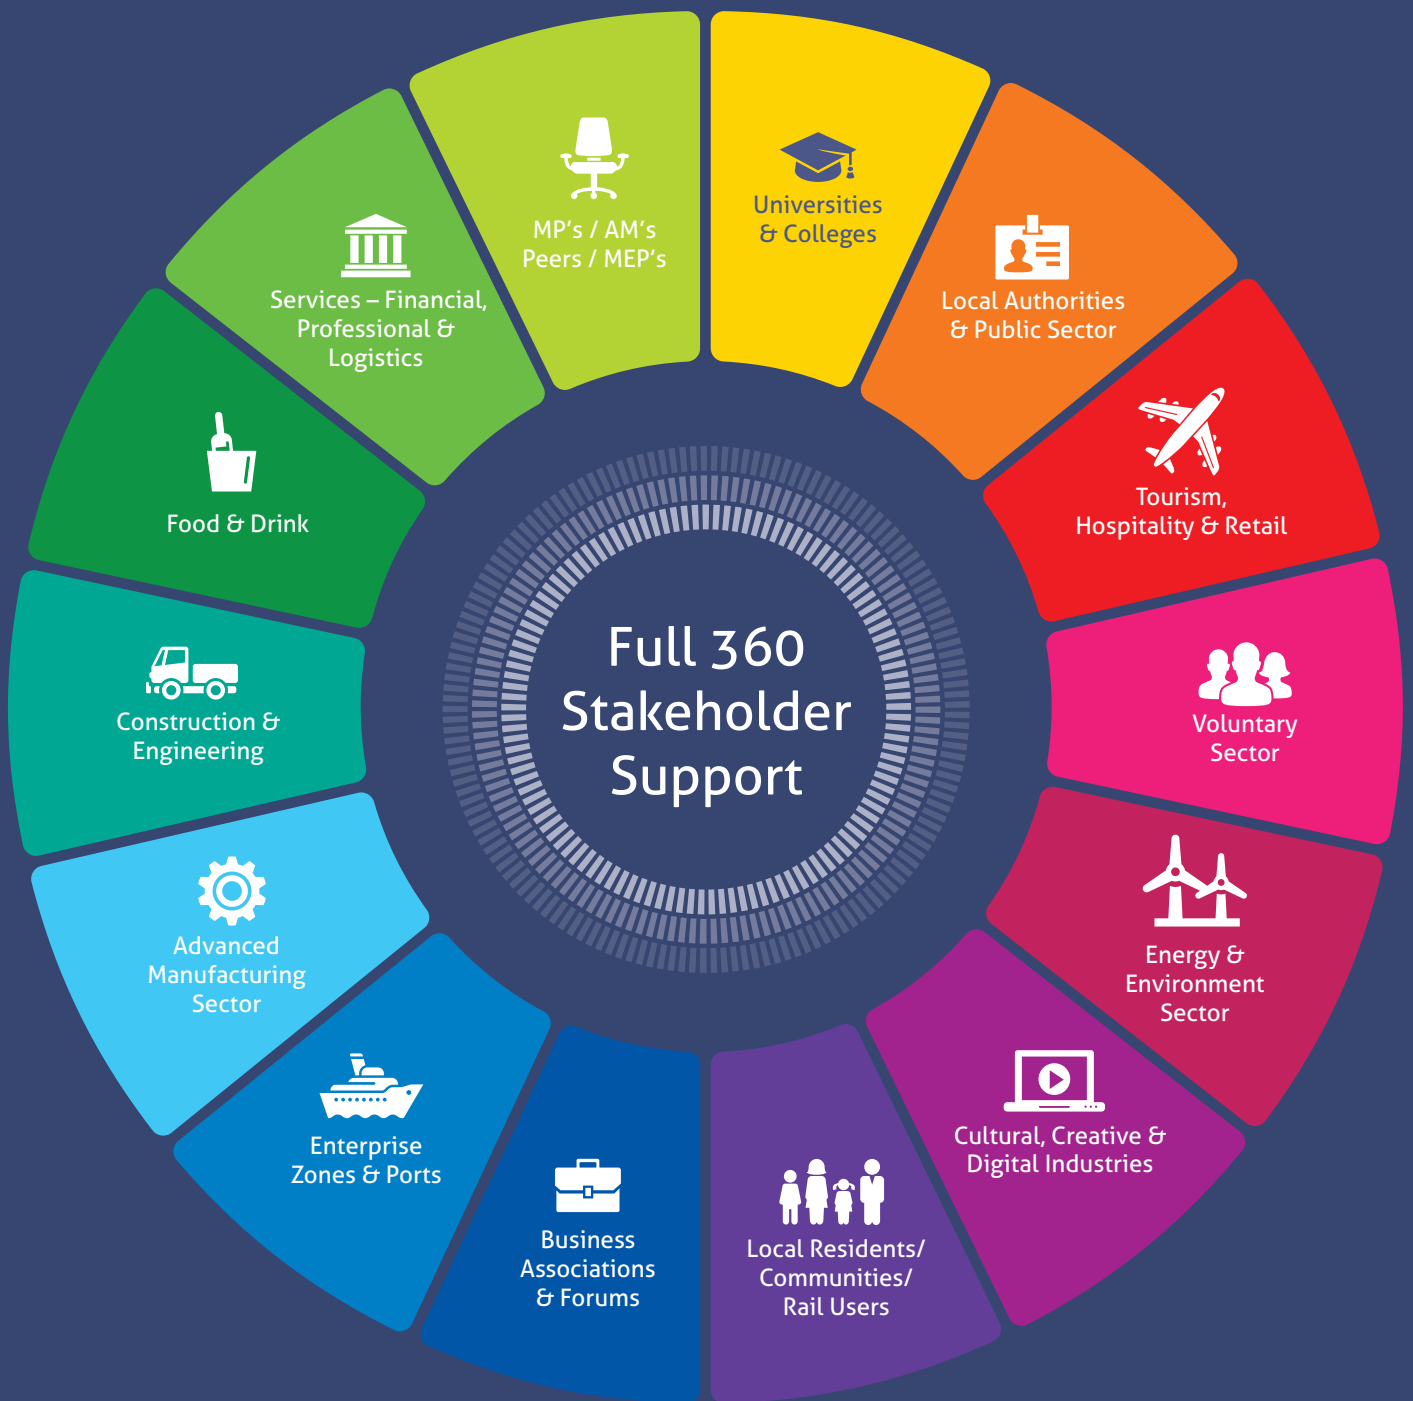 MP's / AM's
Peers / MEP's
Universities
& Colleges
Local Authorities
& Public Sector
Tourism,
Hospitality & Retail
Voluntary
Sector
Energy &
Environment
Sector
Cultural, Creative &
Digital Industries
Local Residents/
Communities/
Rail Users
Business
Associations
& Forums
Enterprise
Zones & Ports
Advanced
Manufacturing
Sector
Construction &
Engineering
Food & Drink
Services – Financial,
Professional &
Logistics
Full 360
Stakeholder
Support